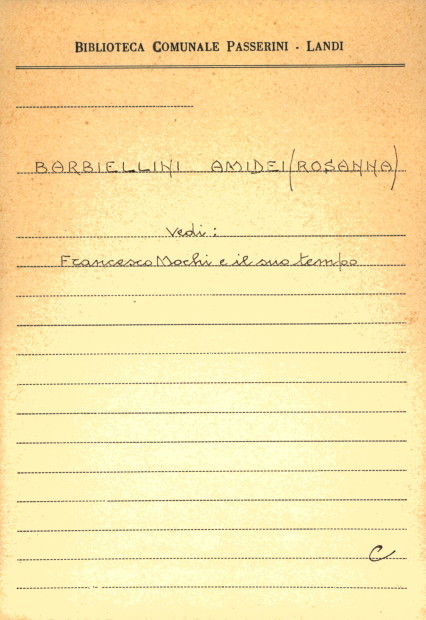 BIBLIOTECA COMUNALE PASSERINI - LANDI
BARBIELLINI AMIDEI (ROSANNA)
Vedi:
Francesco Mochi e il suo tempo
C